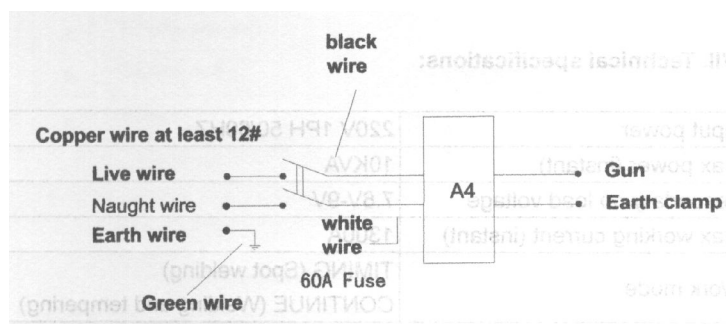 black
wire
Copper wire at least 12#
Live wire
Gun
A4
Naught wire
Earth clamp
Earth wire
white
wire
60A Fuse
Green wire